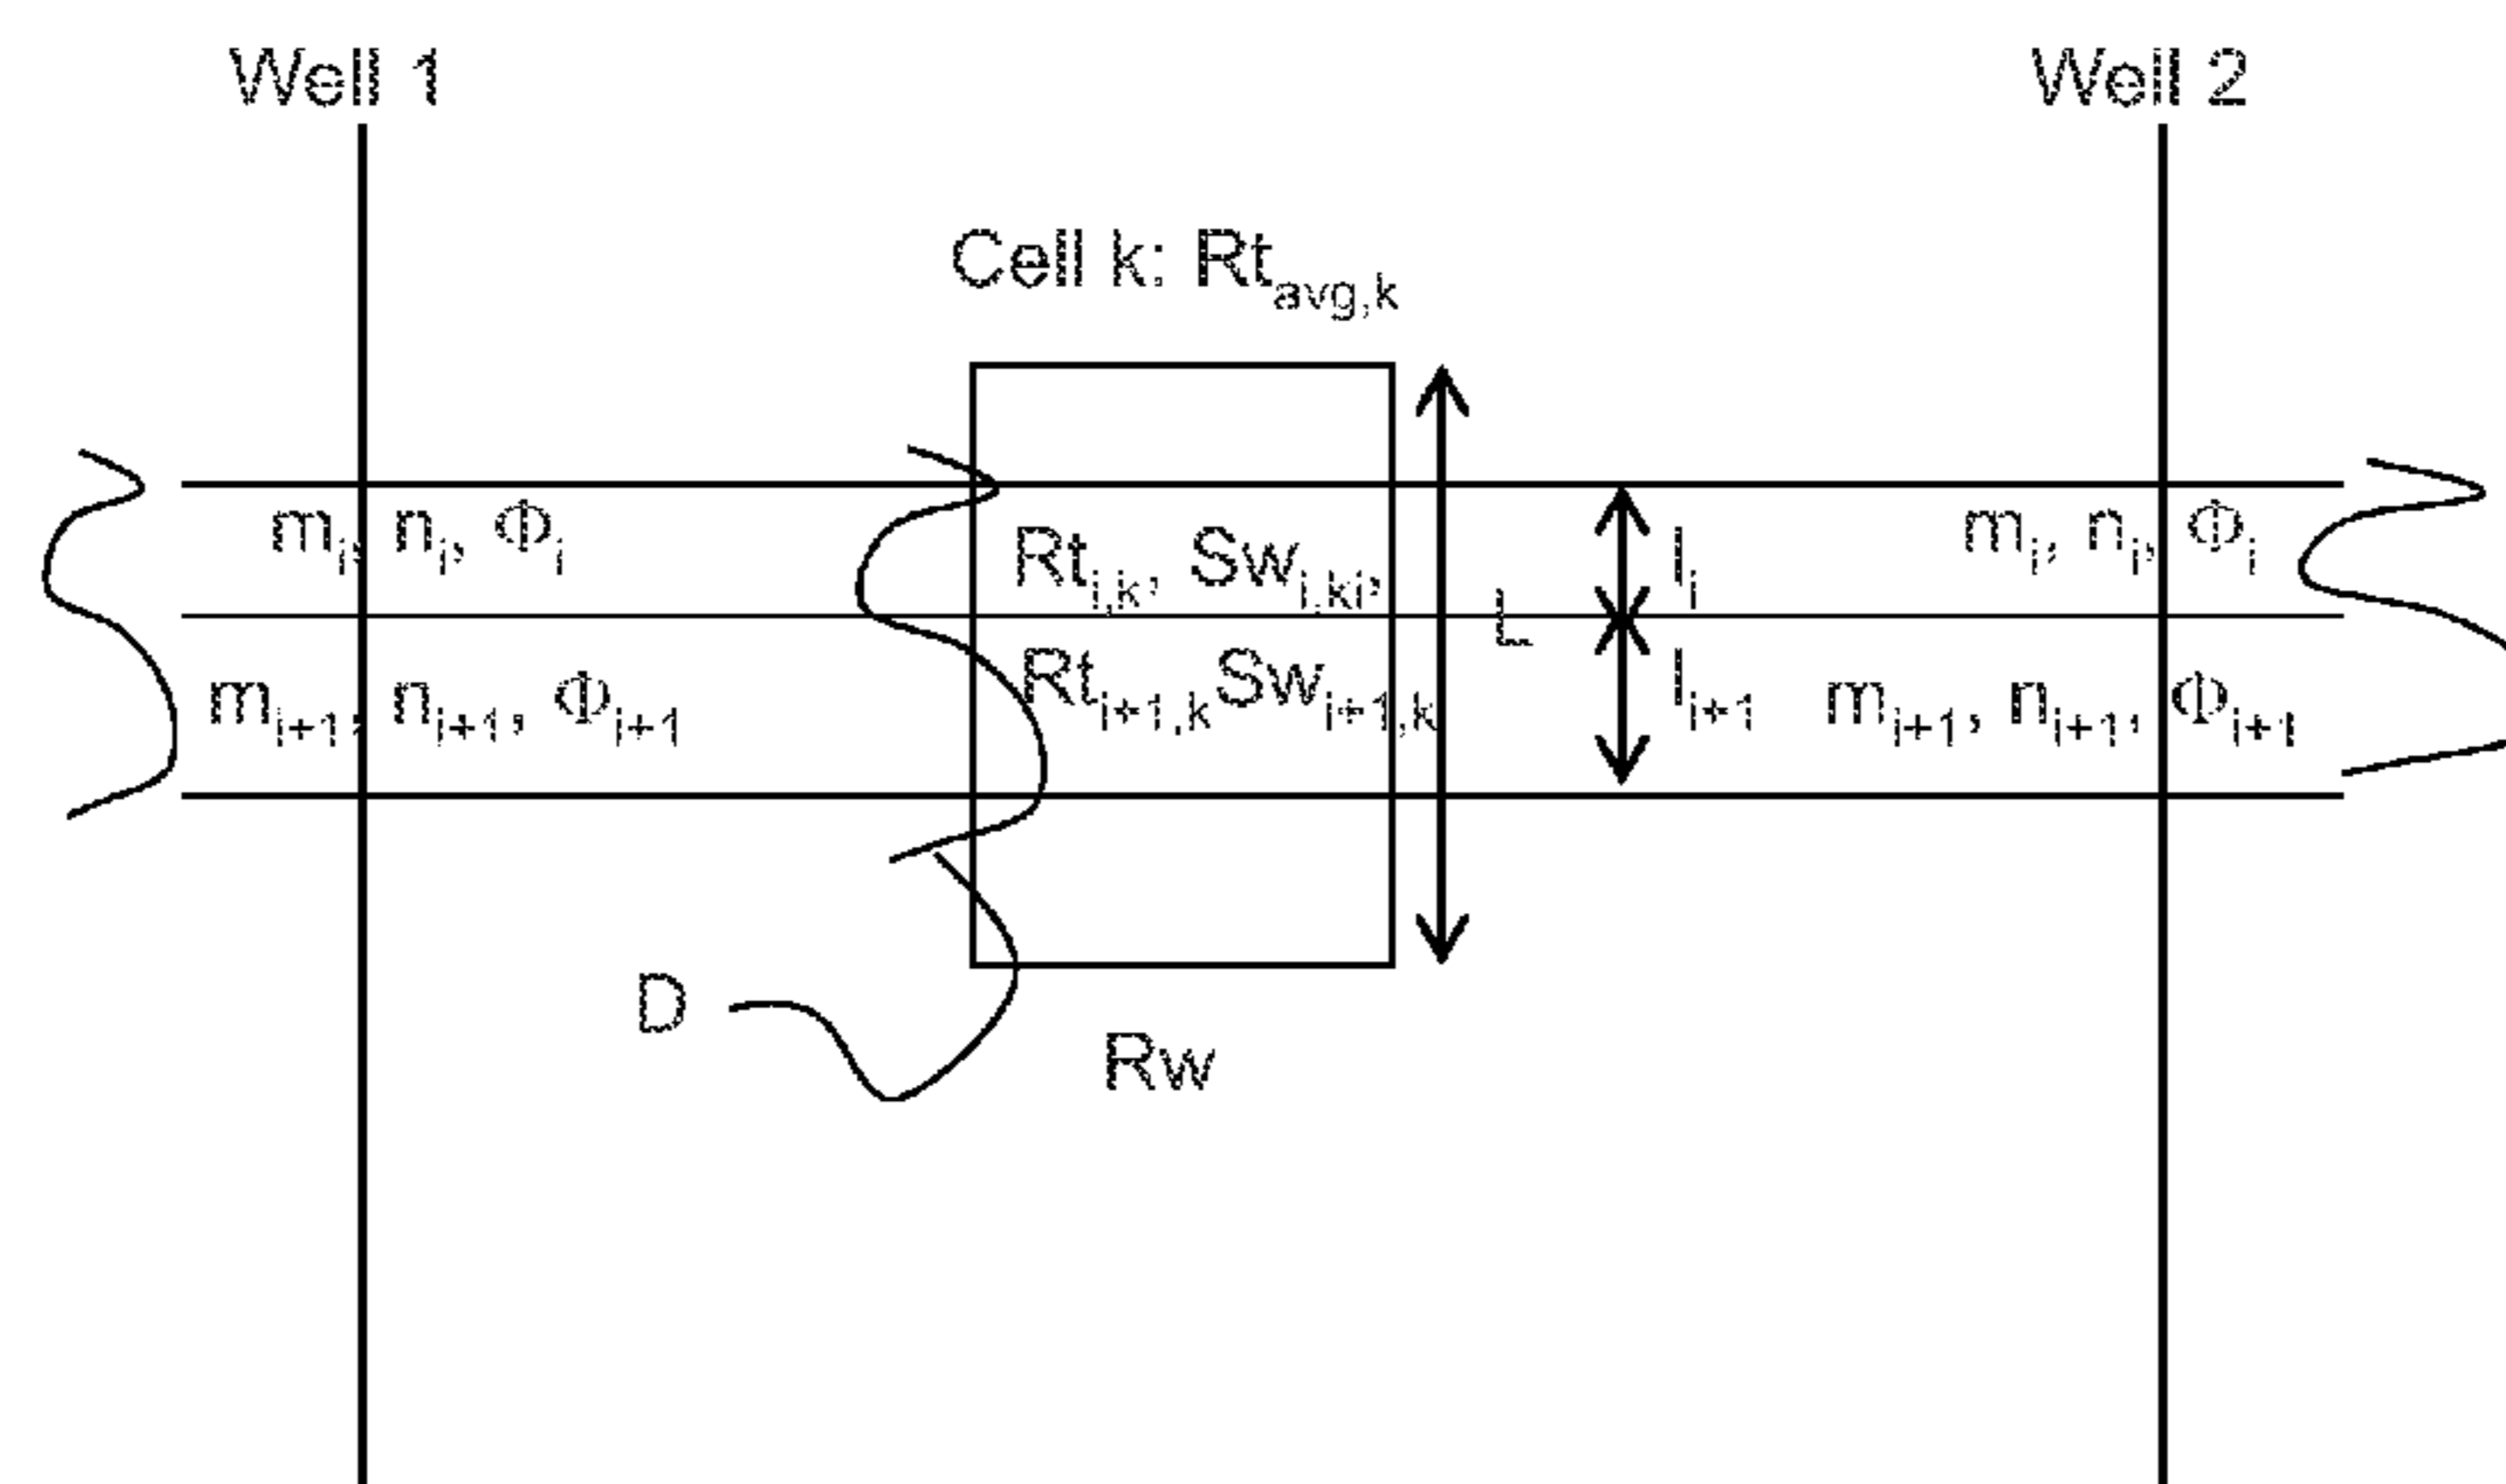 Well 1 Well 2
Cell k: Rt_avg,k
m_i, n_i, Φ_i Rt_i,k, Sw_i,ki, l_i m_i, n_i, Φ_i
L
m_i+1, n_i+1, Φ_i+1 Rt_i+1,k Sw_i+1,k l_i+1 m_i+1, n_i+1, Φ_i+1
D
Rw